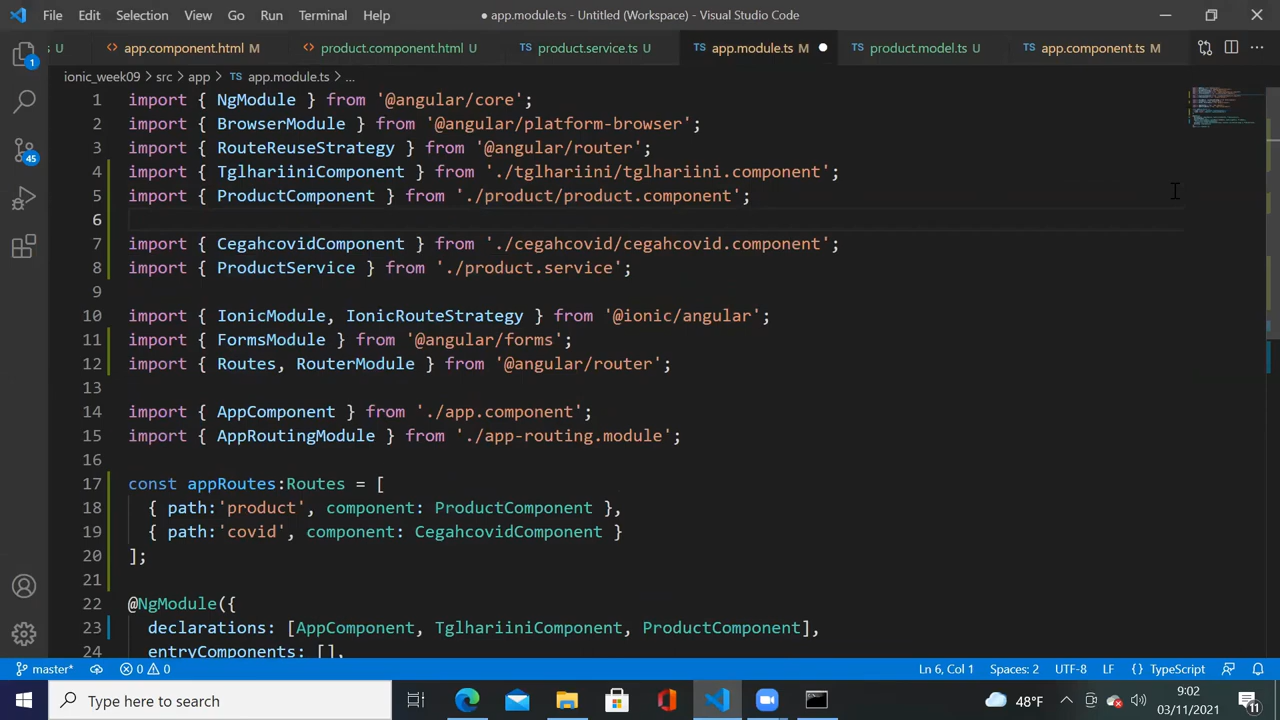 File Edit Selection View Go Run Terminal Help ● app.module.ts - Untitled (Workspace) - Visual Studio Code
s U app.component.html M product.component.html U product.service.ts U app.module.ts M product.model.ts U app.component.ts M
ionic_week09 > src > app > TS app.module.ts > ...
1 import { NgModule } from '@angular/core';
2 import { BrowserModule } from '@angular/platform-browser';
3 import { RouteReuseStrategy } from '@angular/router';
4 import { TglhariiniComponent } from './tglhariini/tglhariini.component';
5 import { ProductComponent } from './product/product.component';
6
7 import { CegahcovidComponent } from './cegahcovid/cegahcovid.component';
8 import { ProductService } from './product.service';
9
10 import { IonicModule, IonicRouteStrategy } from '@ionic/angular';
11 import { FormsModule } from '@angular/forms';
12 import { Routes, RouterModule } from '@angular/router';
13
14 import { AppComponent } from './app.component';
15 import { AppRoutingModule } from './app-routing.module';
16
17 const appRoutes:Routes = [
18 { path:'product', component: ProductComponent },
19 { path:'covid', component: CegahcovidComponent }
20 ];
21
22 @NgModule({
23 declarations: [AppComponent, TglhariiniComponent, ProductComponent],
24 entryComponents: [],
1
45
master* 0 0 Ln 6, Col 1 Spaces: 2 UTF-8 LF {} TypeScript
Type here to search 48°F 9:02
03/11/2021 11